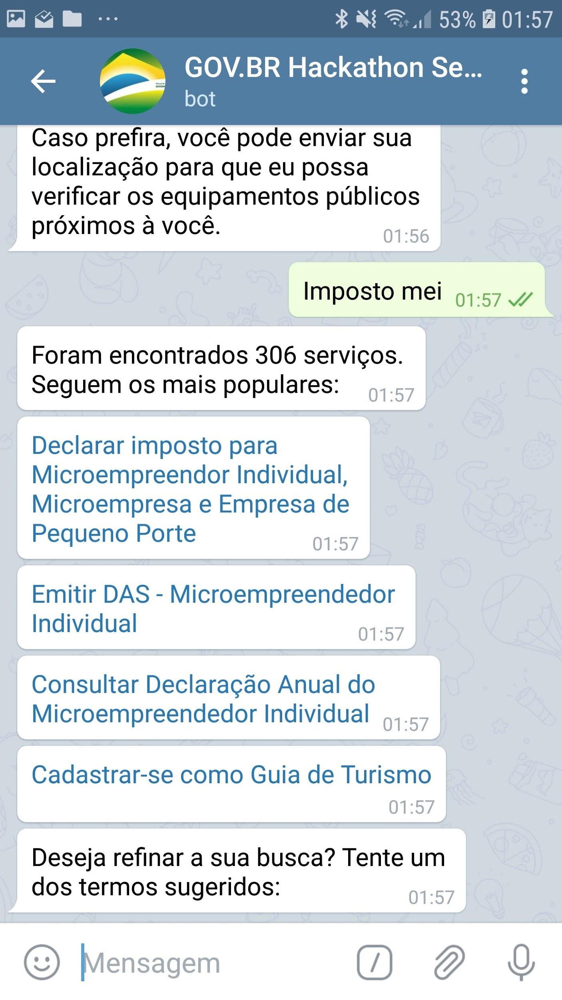 53% 01:57
GOV.BR Hackathon Se...
bot
Caso prefira, você pode enviar sua
localização para que eu possa
verificar os equipamentos públicos
próximos à você.
01:56
Imposto mei 01:57
Foram encontrados 306 serviços.
Seguem os mais populares: 01:57
Declarar imposto para
Microempreendor Individual,
Microempresa e Empresa de
Pequeno Porte 01:57
Emitir DAS - Microempreendedor
Individual 01:57
Consultar Declaração Anual do
Microempreendedor Individual 01:57
Cadastrar-se como Guia de Turismo
01:57
Deseja refinar a sua busca? Tente um
dos termos sugeridos: 01:57
Mensagem